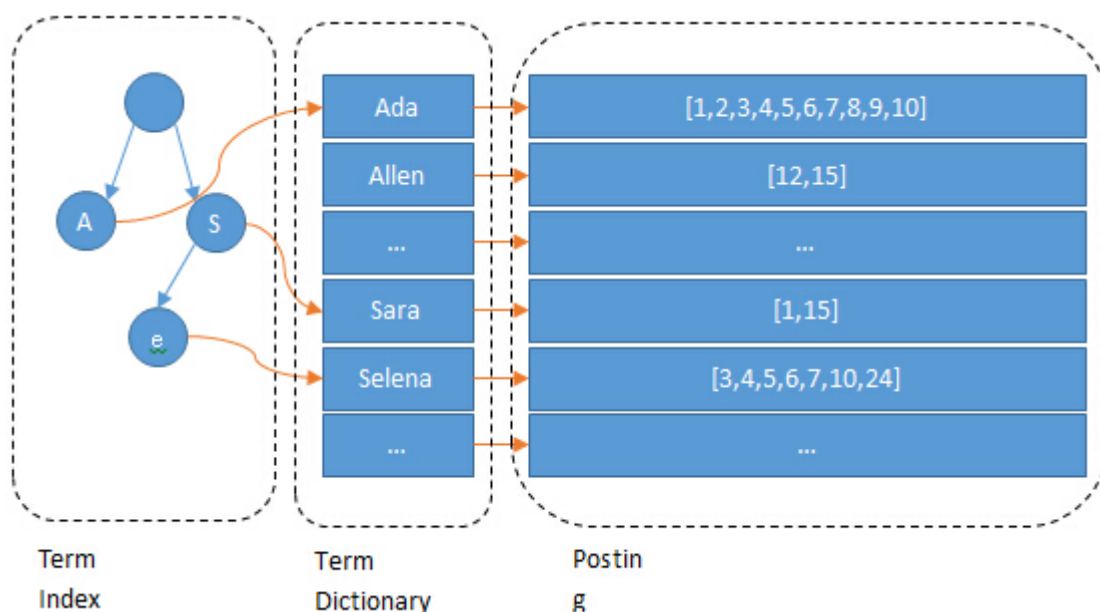 A
S
e
Ada
[1,2,3,4,5,6,7,8,9,10]
Allen
[12,15]
...
...
Sara
[1,15]
Selena
[3,4,5,6,7,10,24]
...
...
Term
Index
Term
Dictionary
Postin
g